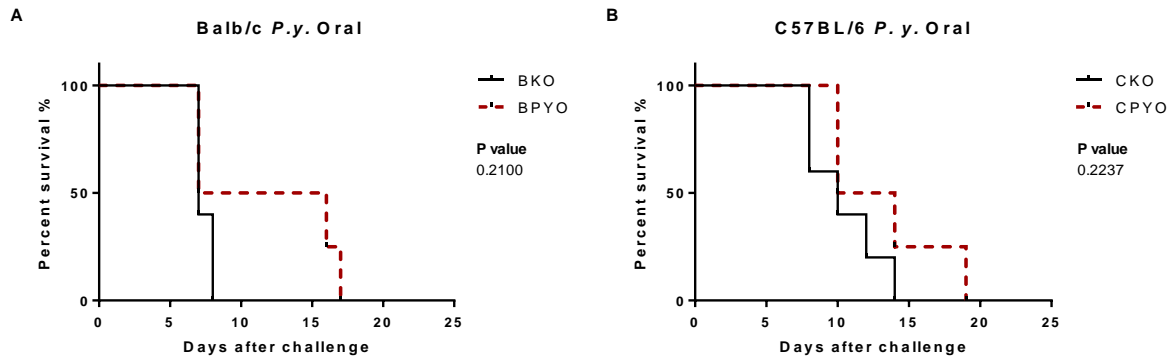 A
Balb/c P.y. Oral
Percent survival %
100
50
0
0 5 10 15 20 25
Days after challenge
BKO
BPYO
P value
0.2100
B
C57BL/6 P. y. Oral
Percent survival %
100
50
0
0 5 10 15 20 25
Days after challenge
CKO
CPYO
P value
0.2237